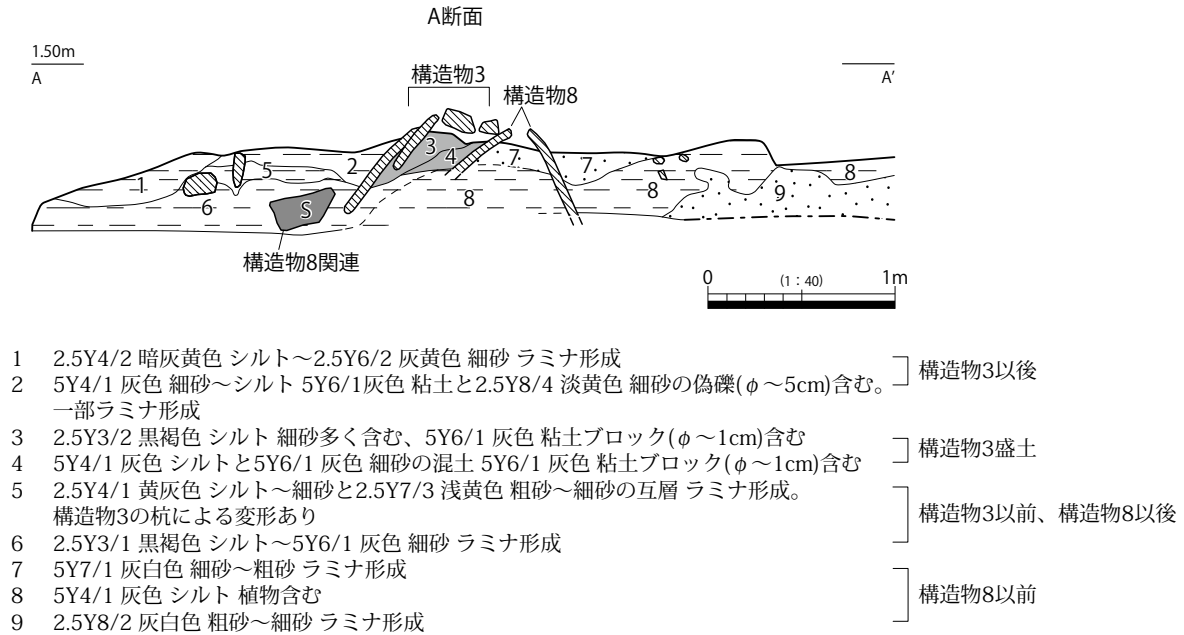 A断面
1.50m
A
A'
構造物3
構造物8
1
2
3
4
5
6
7
7
8
8
8
9
S
構造物8関連
0 (1：40) 1m
1 2.5Y4/2 暗灰黄色 シルト～2.5Y6/2 灰黄色 細砂 ラミナ形成
2 5Y4/1 灰色 細砂～シルト 5Y6/1灰色 粘土と2.5Y8/4 淡黄色 細砂の偽礫(φ～5cm)含む。
一部ラミナ形成
構造物3以後
3 2.5Y3/2 黒褐色 シルト 細砂多く含む、5Y6/1 灰色 粘土ブロック(φ～1cm)含む
4 5Y4/1 灰色 シルトと5Y6/1 灰色 細砂の混土 5Y6/1 灰色 粘土ブロック(φ～1cm)含む
構造物3盛土
5 2.5Y4/1 黄灰色 シルト～細砂と2.5Y7/3 浅黄色 粗砂～細砂の互層 ラミナ形成。
構造物3の杭による変形あり
6 2.5Y3/1 黒褐色 シルト～5Y6/1 灰色 細砂 ラミナ形成
構造物3以前、構造物8以後
7 5Y7/1 灰白色 細砂～粗砂 ラミナ形成
8 5Y4/1 灰色 シルト 植物含む
9 2.5Y8/2 灰白色 粗砂～細砂 ラミナ形成
構造物8以前